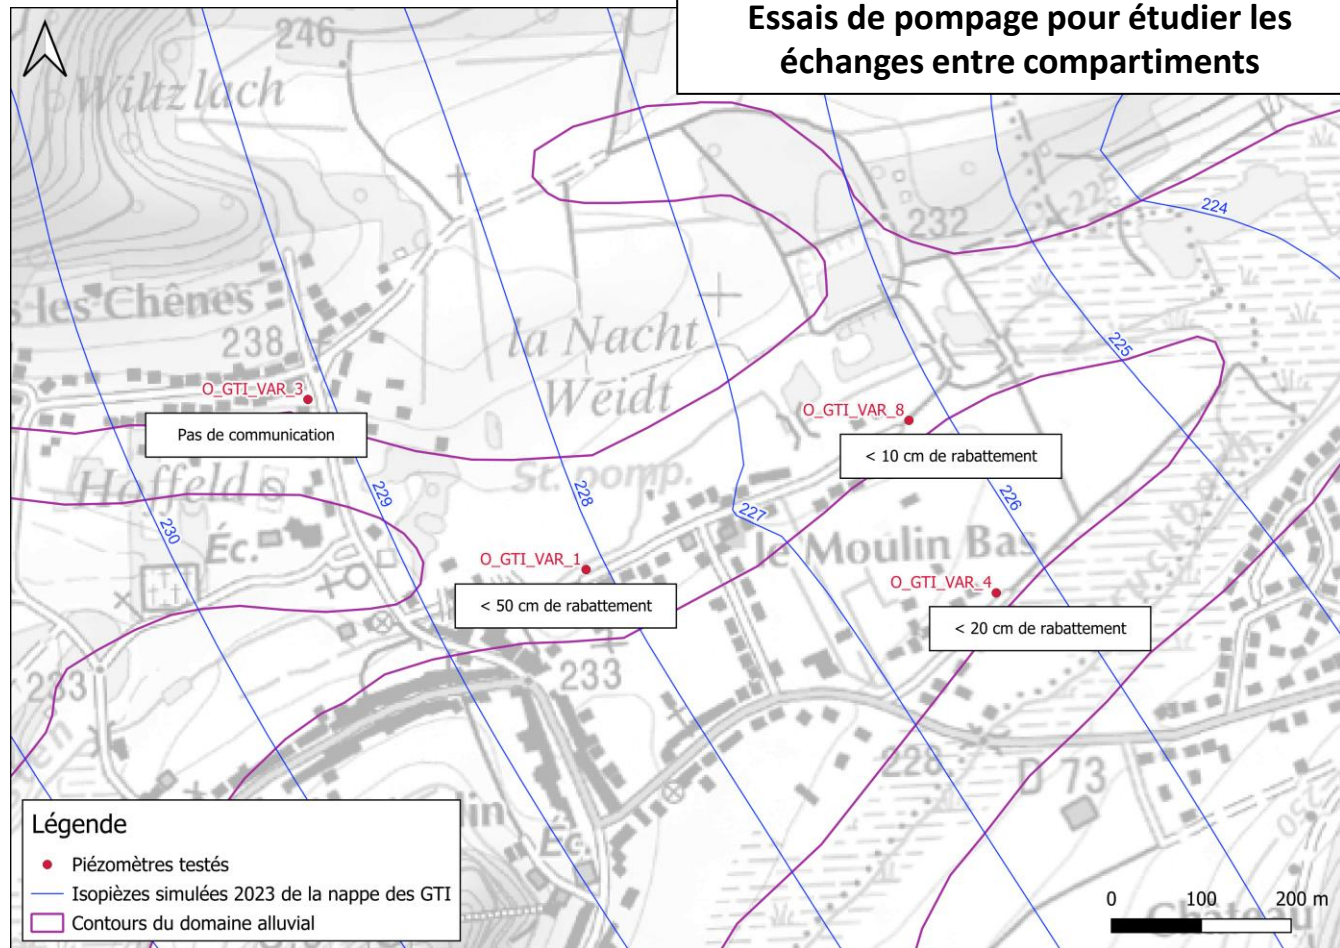 Essais de pompage pour étudier les
échanges entre compartiments
246
Wiltzlach
232
224
s-les-Chênes
238
la Nacht
Weidt
225
O_GTI_VAR_3
O_GTI_VAR_8
Pas de communication
< 10 cm de rabattement
Hoffeld
St. pomp.
229
228
226
230
227
Éc.
le Moulin Bas
O_GTI_VAR_1
O_GTI_VAR_4
< 50 cm de rabattement
< 20 cm de rabattement
233
233
228
D 73
Éc.
Château
Légende
Piézomètres testés
Isopièzes simulées 2023 de la nappe des GTI
Contours du domaine alluvial
0 100 200 m